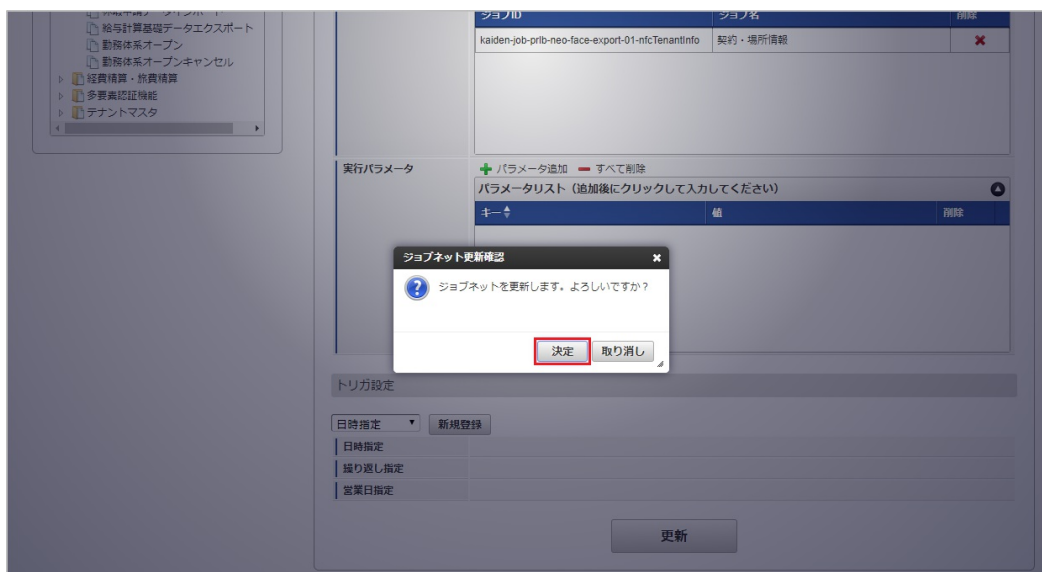 給与計算基礎データエクスポート
勤務体系オープン
勤務体系オープンキャンセル
経費精算・旅費精算
多要素認証機能
テナントマスタ
ジョブID ジョブ名 削除
kaiden-job-prlb-neo-face-export-01-nfcTenantInfo 契約・場所情報
実行パラメータ
パラメータ追加 すべて削除
パラメータリスト（追加後にクリックして入力してください）
キー 値 削除
ジョブネット更新確認
ジョブネットを更新します。よろしいですか？
決定 取り消し
トリガ設定
日時指定 新規登録
日時指定
繰り返し指定
営業日指定
更新